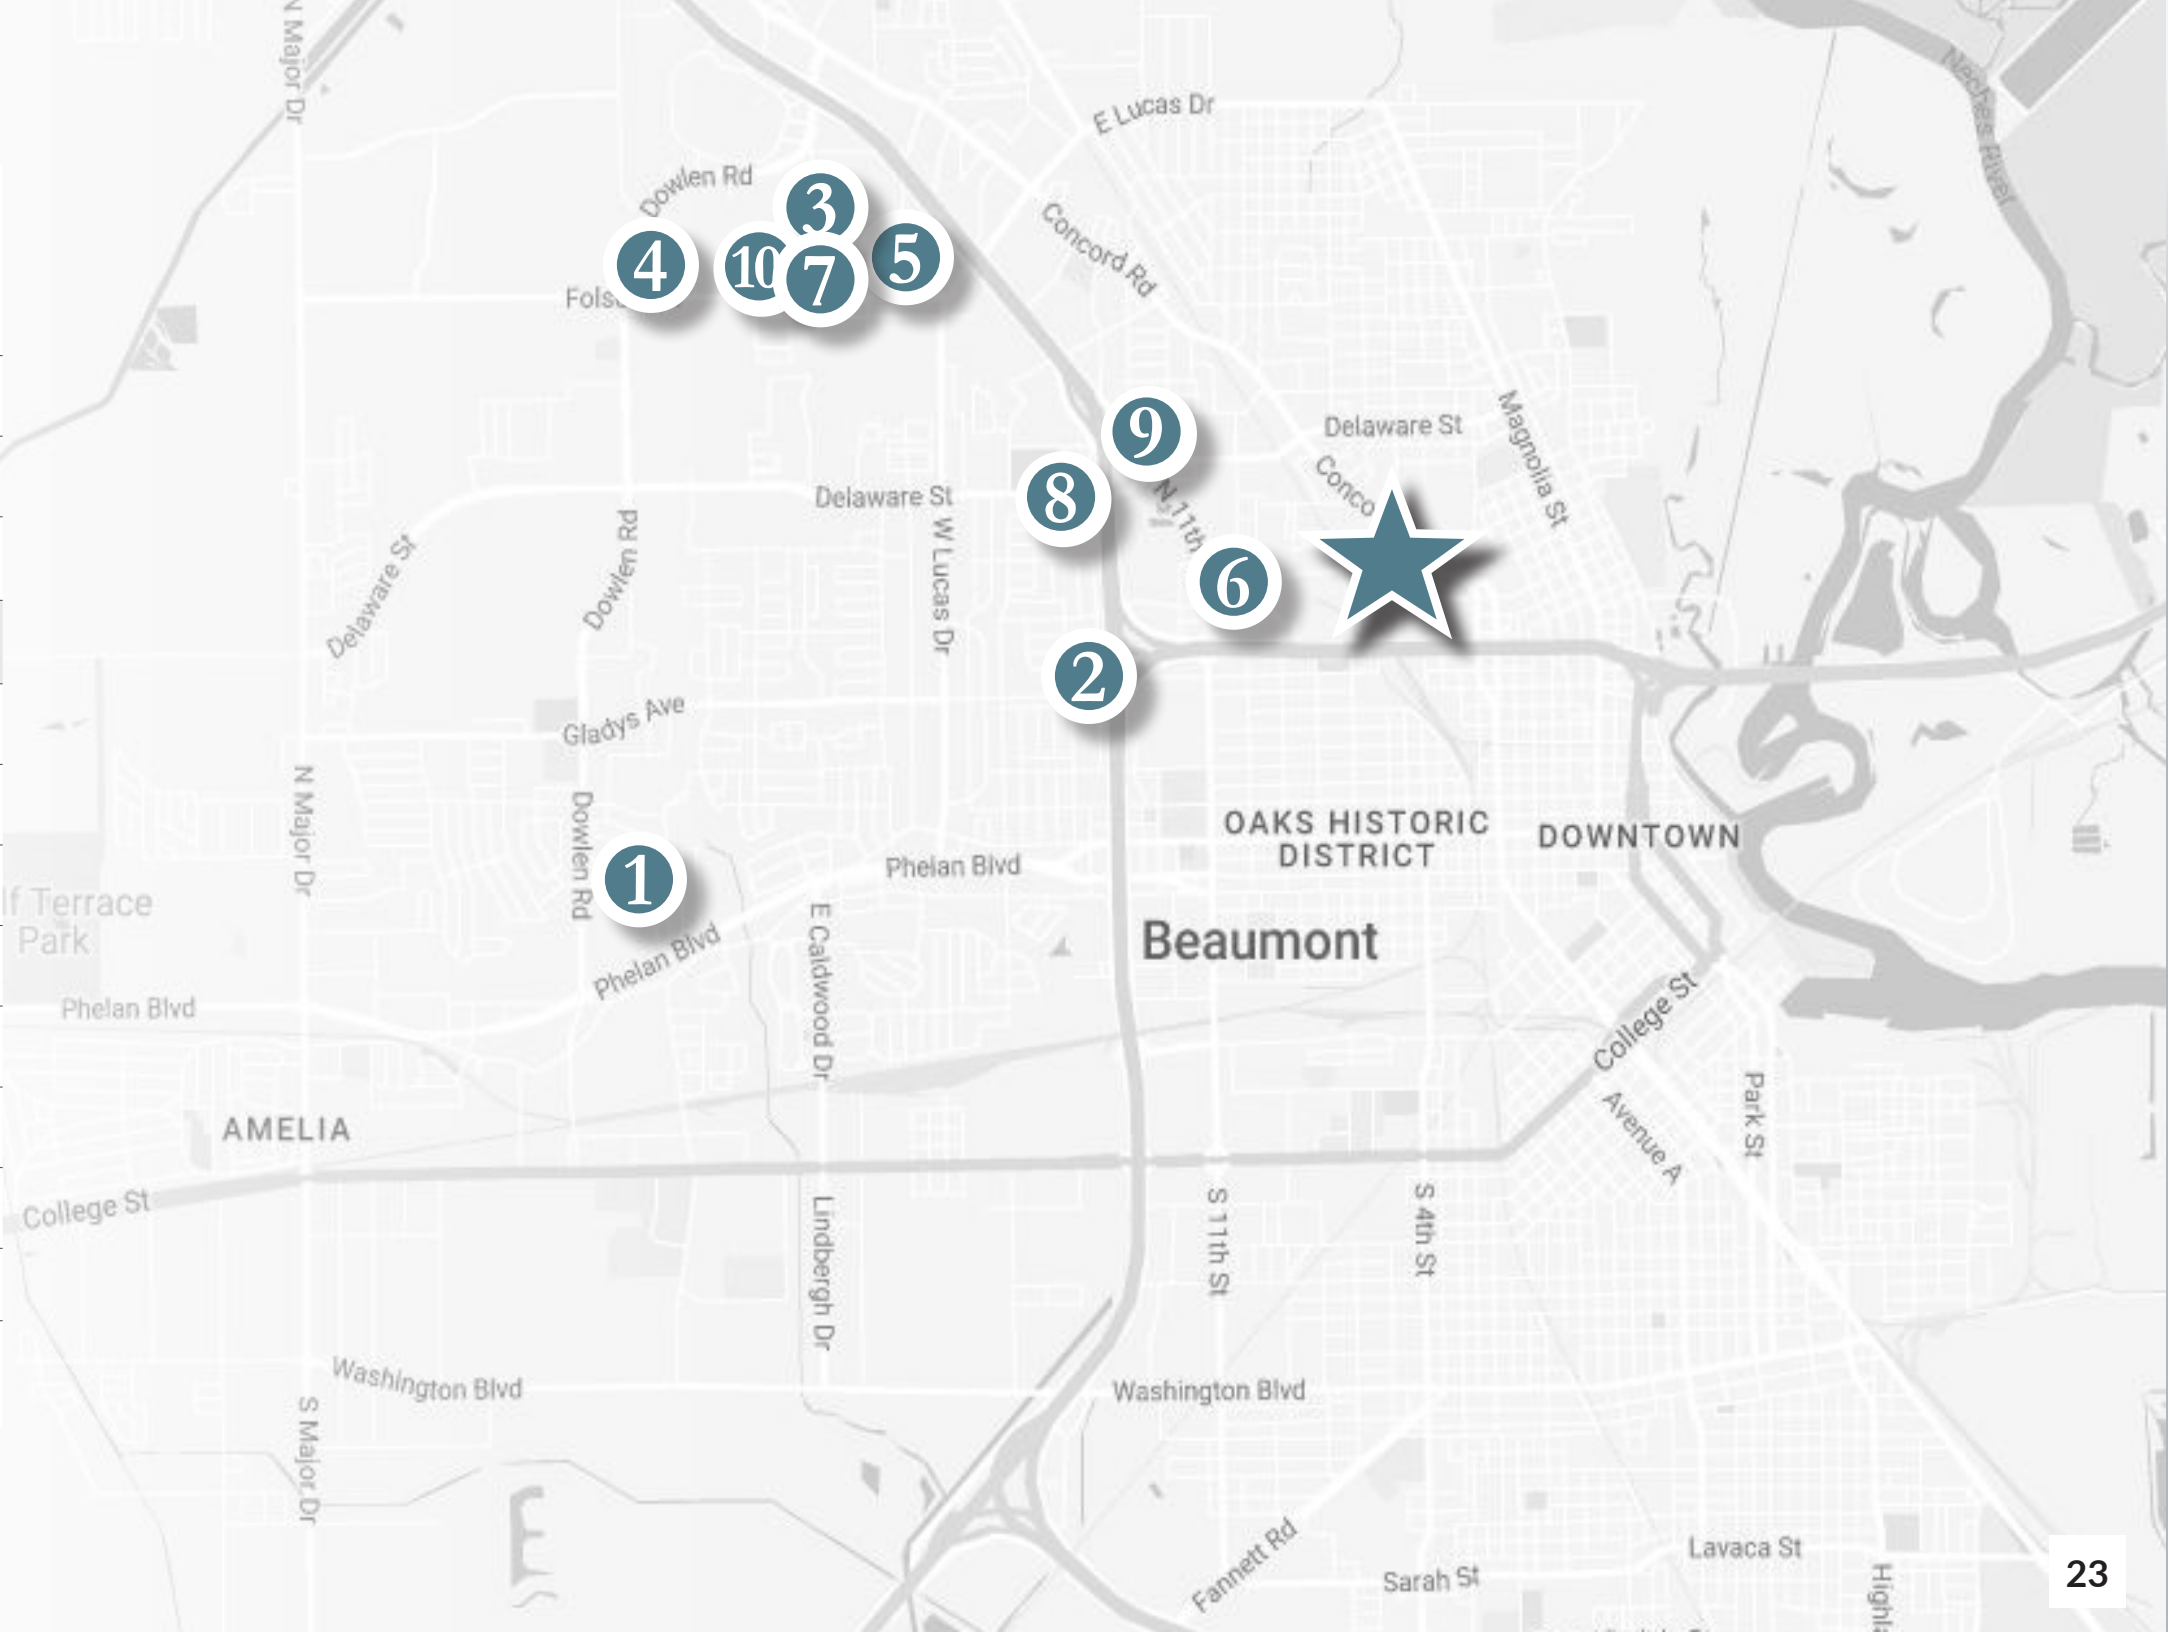 N Major Dr
E Lucas Dr
Neches River
Dowlen Rd
3
Concord Rd
4
10
7
5
Fols
9
Delaware St
Magnolia St
Conco
Delaware St
8
N 11th
Dowlen Rd
W Lucas Dr
Delaware St
6
2
Gladys Ave
N Major Dr
Dowlen Rd
1
OAKS HISTORIC
DISTRICT
DOWNTOWN
Phelan Blvd
lf Terrace
Park
E Caldwood Dr
Phelan Blvd
Beaumont
Phelan Blvd
College St
Park St
AMELIA
Avenue A
College St
Lindbergh Dr
S 11th St
S 4th St
Washington Blvd
Washington Blvd
S Major Dr
Fannett Rd
Sarah St
Lavaca St
Highl
23